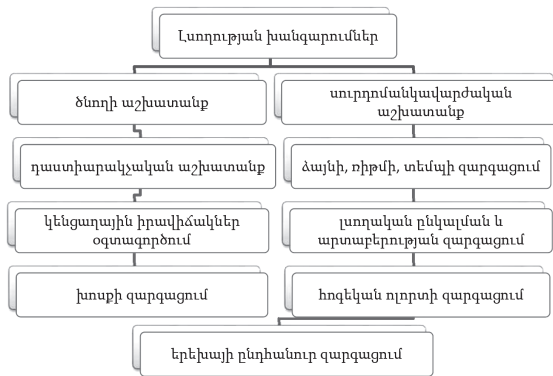 Լսողության խանգարումներ
ծնողի աշխատանք
սուրդոմանկավարժական
աշխատանք
դաստիարակչական աշխատանք
ձայնի, ռիթմի, տեմպի զարգացում
կենցաղային իրավիճակներ
օգտագործում
լսողական ընկալման և
արտաբերության զարգացում
խոսքի զարգացում
հոգեկան ոլորտի զարգացում
երեխայի ընդհանուր զարգացում